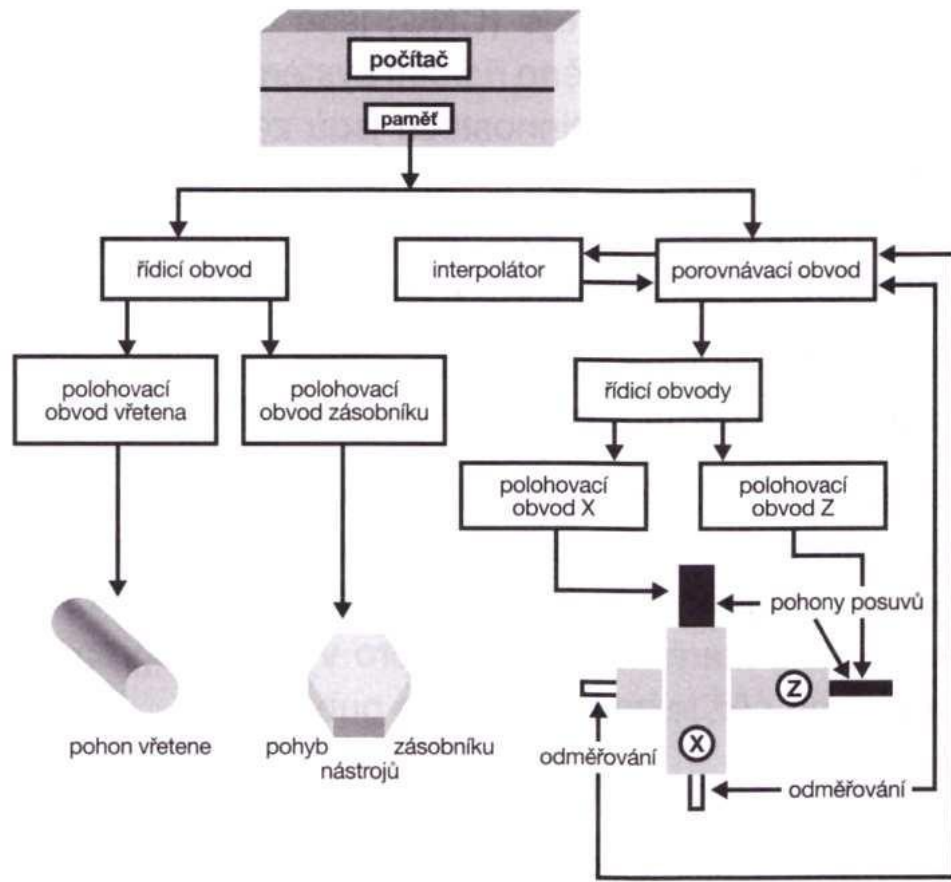 počítač
paměť
řídicí obvod
interpolátor
porovnávací obvod
polohovací
obvod vřetena
polohovací
obvod zásobníku
řídicí obvody
polohovací
obvod X
polohovací
obvod Z
pohony posuvů
Z
X
pohon vřetene
pohyb zásobníku
nástrojů
odměřování
odměřování